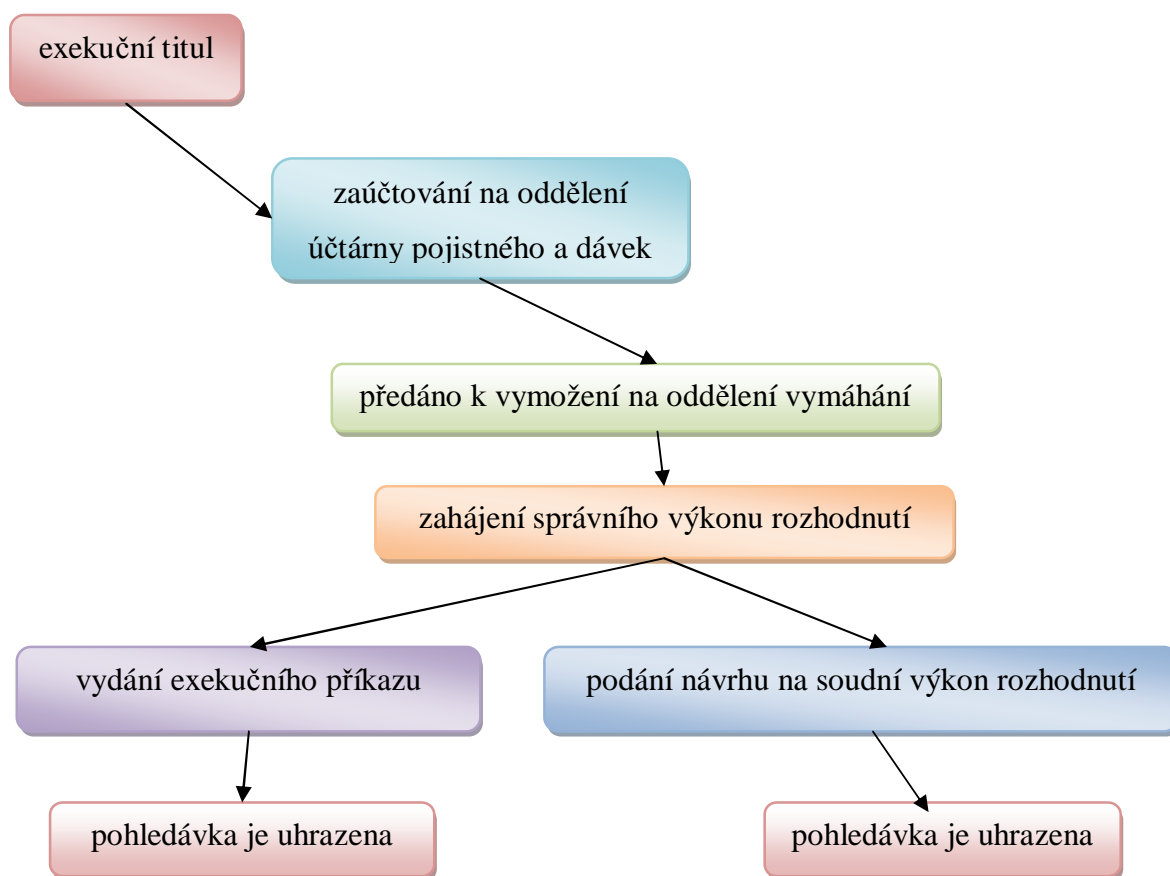 exekuční titul
zaúčtování na oddělení
účtárny pojistného a dávek
předáno k vymožení na oddělení vymáhání
zahájení správního výkonu rozhodnutí
vydání exekučního příkazu
podání návrhu na soudní výkon rozhodnutí
pohledávka je uhrazena
pohledávka je uhrazena